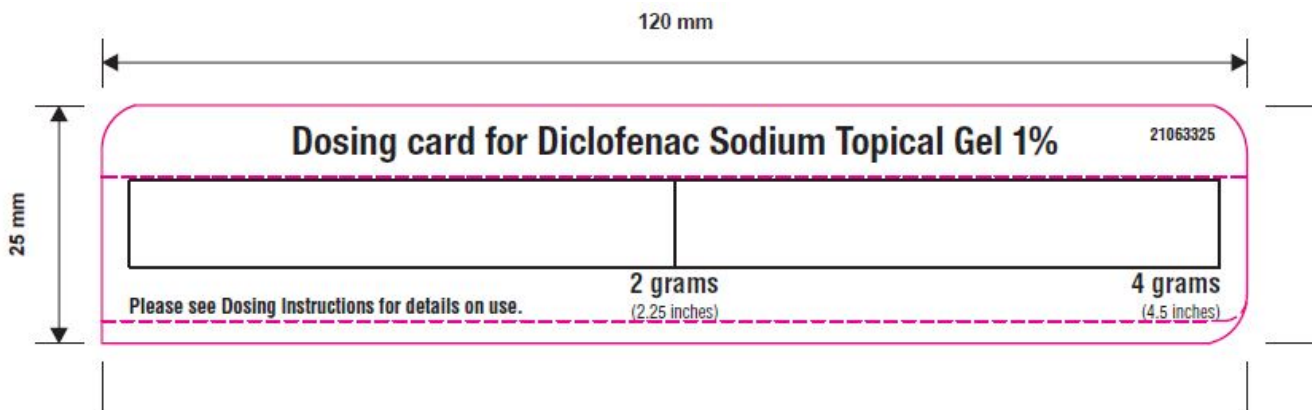 120 mm
Dosing card for Diclofenac Sodium Topical Gel 1%
21063325
25 mm
2 grams
4 grams
Please see Dosing Instructions for details on use.
(2.25 inches)
(4.5 inches)